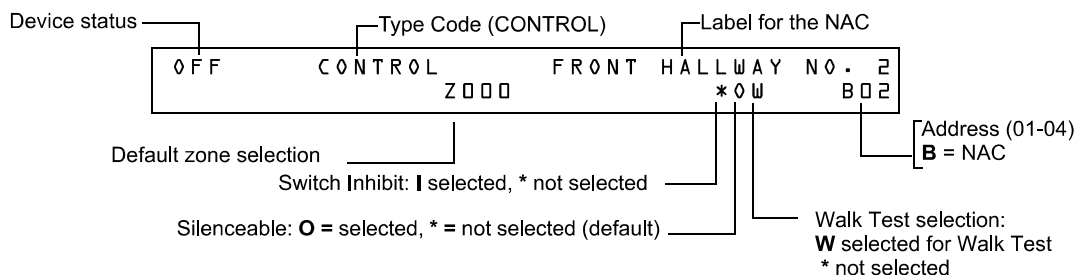 Device status
Type Code (CONTROL)
Label for the NAC
OFF CONTROL FRONT HALLWAY NO. 2
Z000 *OW B02
Address (01-04)
B = NAC
Default zone selection
Switch Inhibit: I selected, * not selected
Silenceable: O = selected, * = not selected (default)
Walk Test selection:
W selected for Walk Test
* not selected